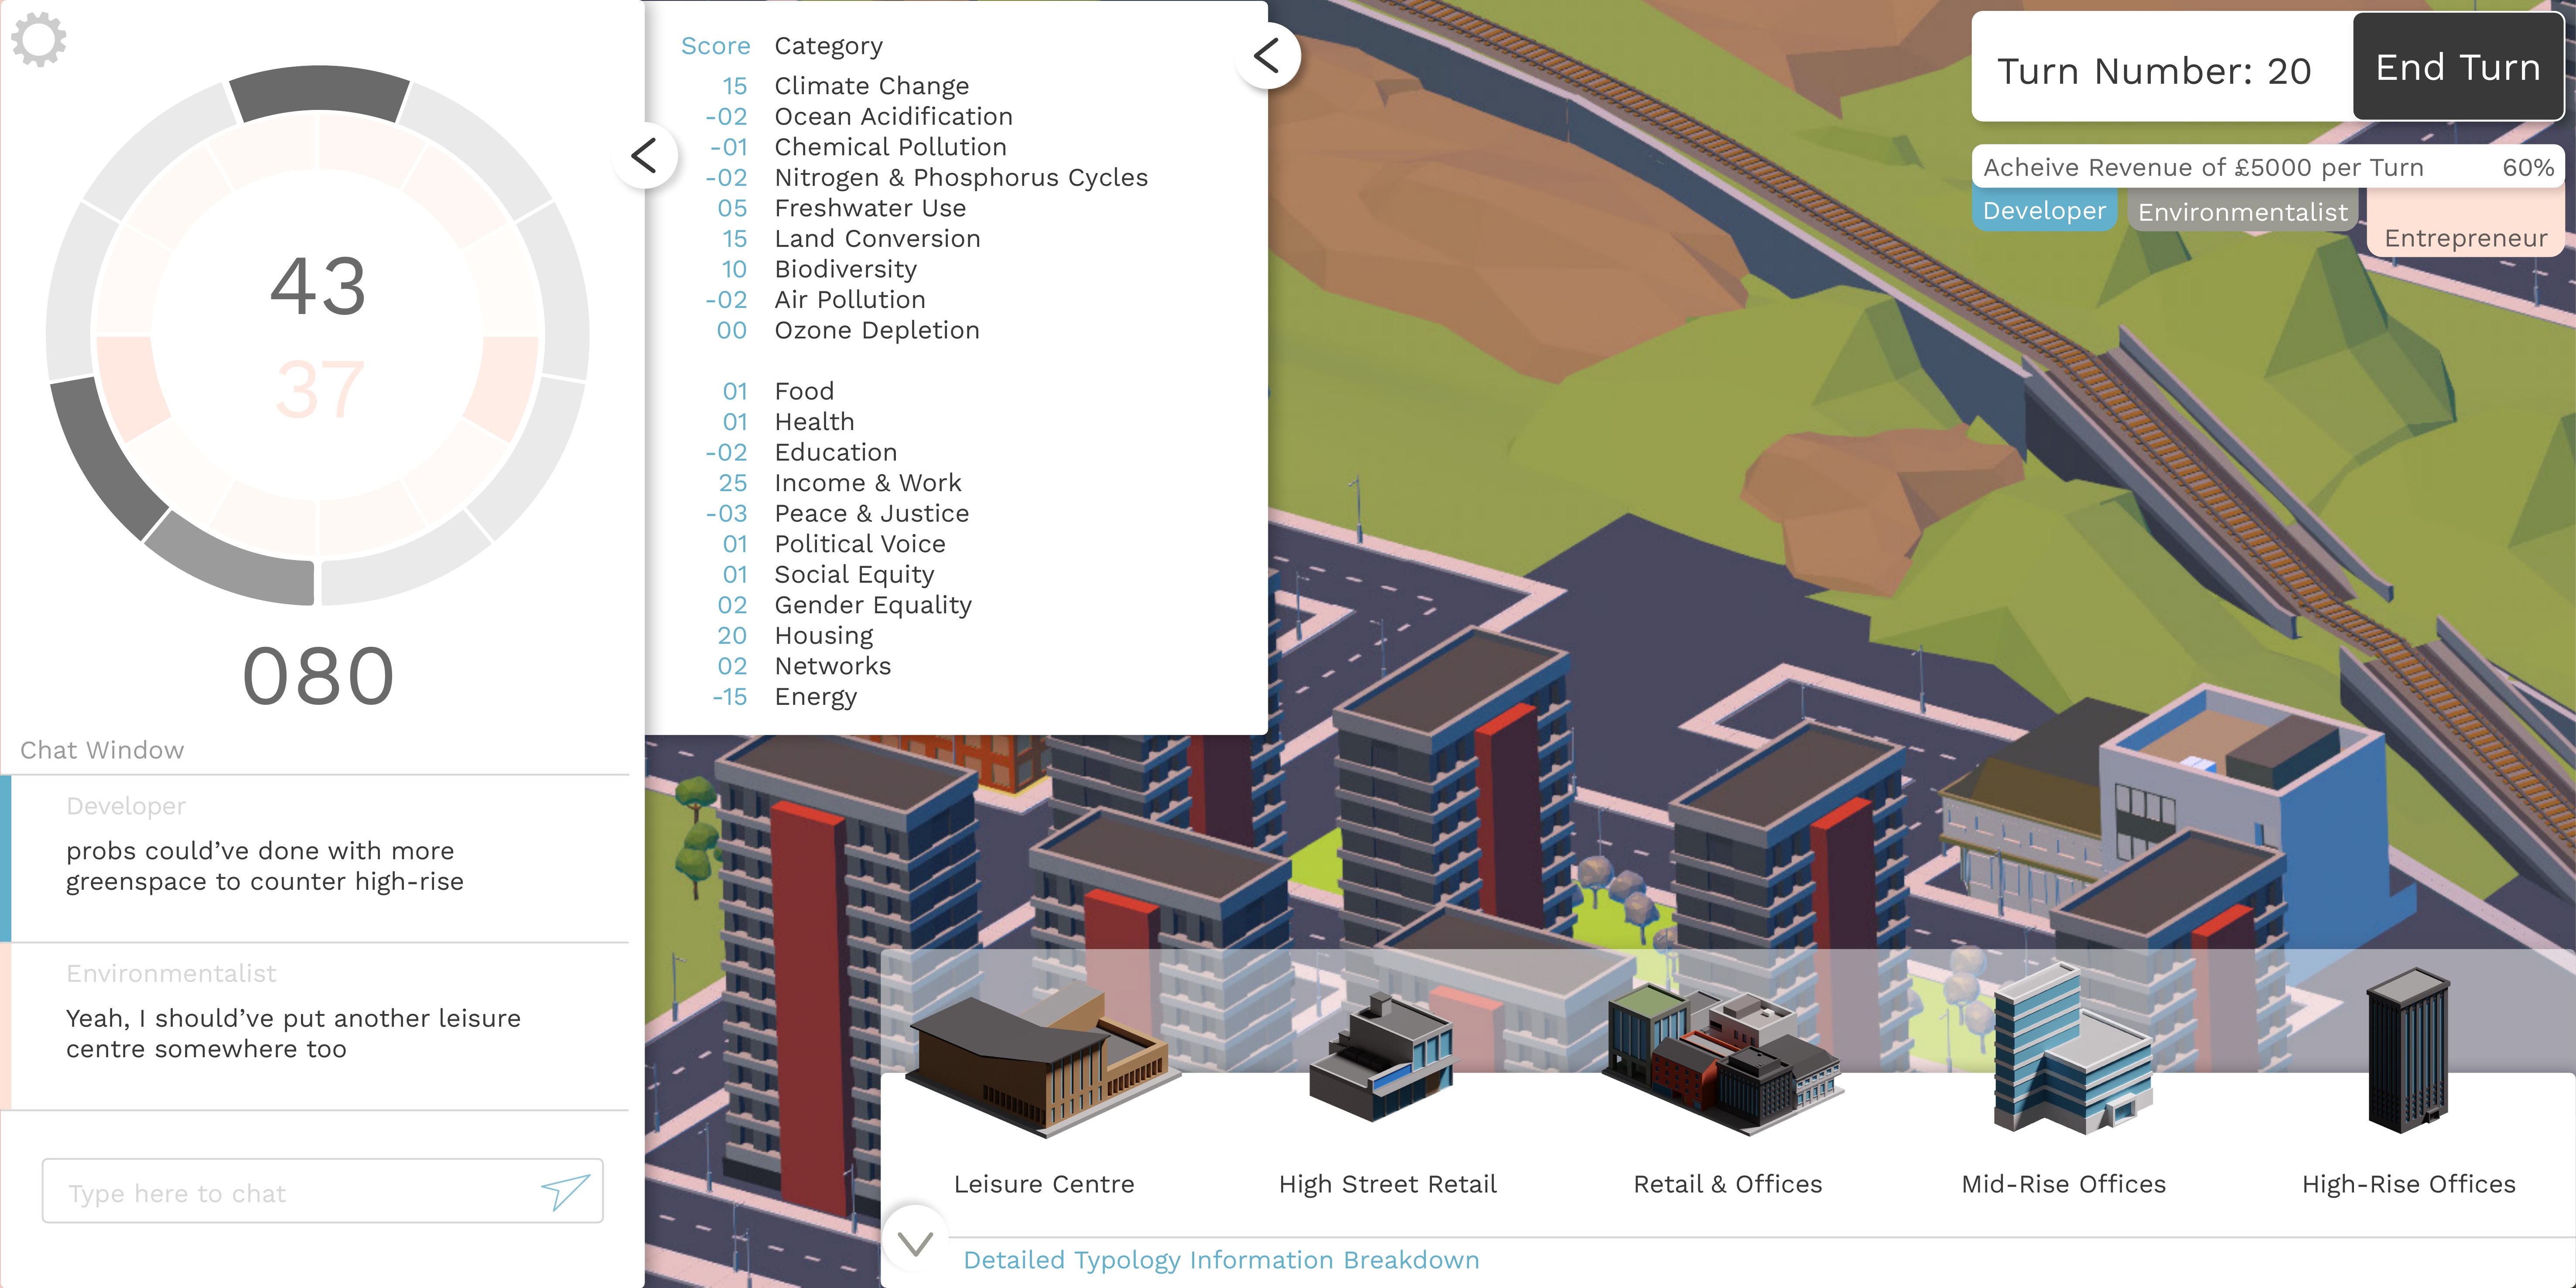 43
37
080
Chat Window
Developer
probs could’ve done with more
greenspace to counter high-rise
Environmentalist
Yeah, I should’ve put another leisure
centre somewhere too
Type here to chat
Score Category
15 Climate Change
-02 Ocean Acidification
-01 Chemical Pollution
-02 Nitrogen & Phosphorus Cycles
05 Freshwater Use
15 Land Conversion
10 Biodiversity
-02 Air Pollution
00 Ozone Depletion
01 Food
01 Health
-02 Education
25 Income & Work
-03 Peace & Justice
01 Political Voice
01 Social Equity
02 Gender Equality
20 Housing
02 Networks
-15 Energy
Turn Number: 20
End Turn
Acheive Revenue of £5000 per Turn 60%
Developer Environmentalist Entrepreneur
Leisure Centre
High Street Retail
Retail & Offices
Mid-Rise Offices
High-Rise Offices
Detailed Typology Information Breakdown